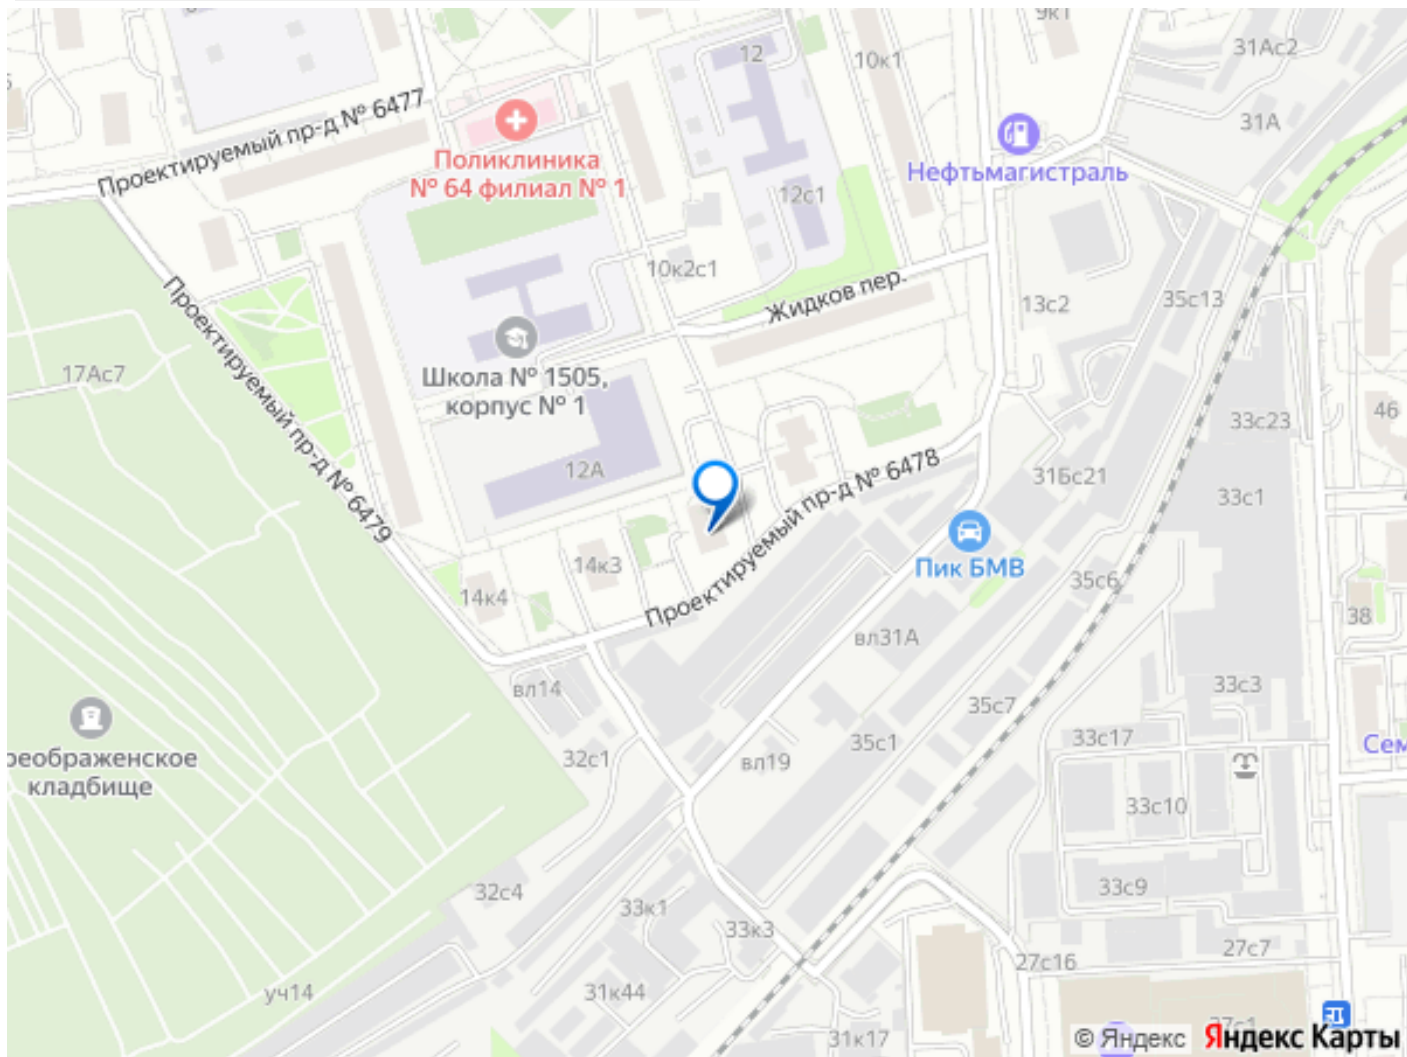 9к1
12
31Ас2
10к1
31А
Проектируемый пр-д № 6477
Поликлиника
№ 64 филиал № 1
Нефтьмагистраль
12с1
10к2с1
Жидков пер.
13с2
35с13
Проектируемый пр-д № 6479
17Ас7
Школа № 1505,
корпус № 1
46
33с23
12А
Проектируемый пр-д № 6478
31Бс21
33с1
Пик БМВ
14к3
14к4
35с6
38
вл31А
вл14
33с3
35с7
реображенское
кладбище
32с1
вл19
35с1
33с17
Сем
33с10
32с4
33к1
33с9
33к3
27с7
27с16
уч14
31к44
27с1
31к17
© Яндекс Яндекс Карты